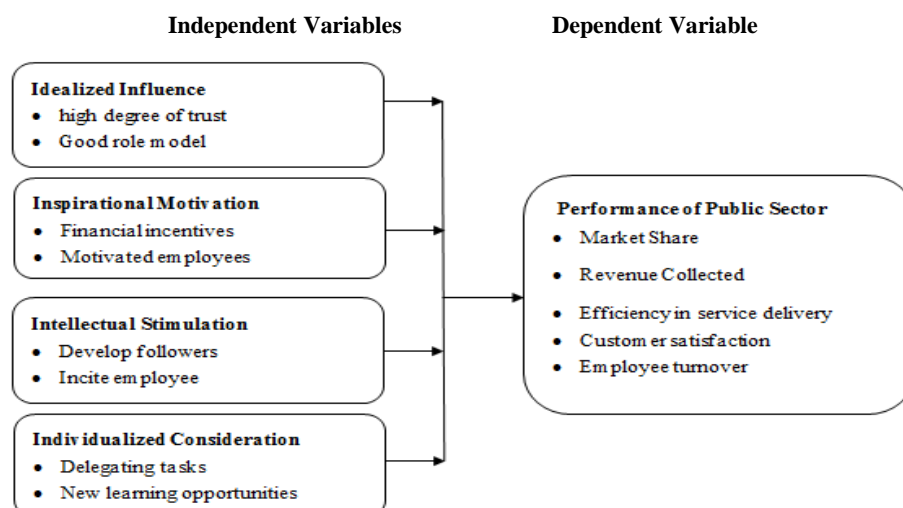 Independent Variables
Dependent Variable
Idealized Influence
• high degree of trust
• Good role model
Inspirational Motivation
• Financial incentives
• Motivated employees
Intellectual Stimulation
• Develop followers
• Incite employee
Individualized Consideration
• Delegating tasks
• New learning opportunities
Performance of Public Sector
• Market Share
• Revenue Collected
• Efficiency in service delivery
• Customer satisfaction
• Employee turnover